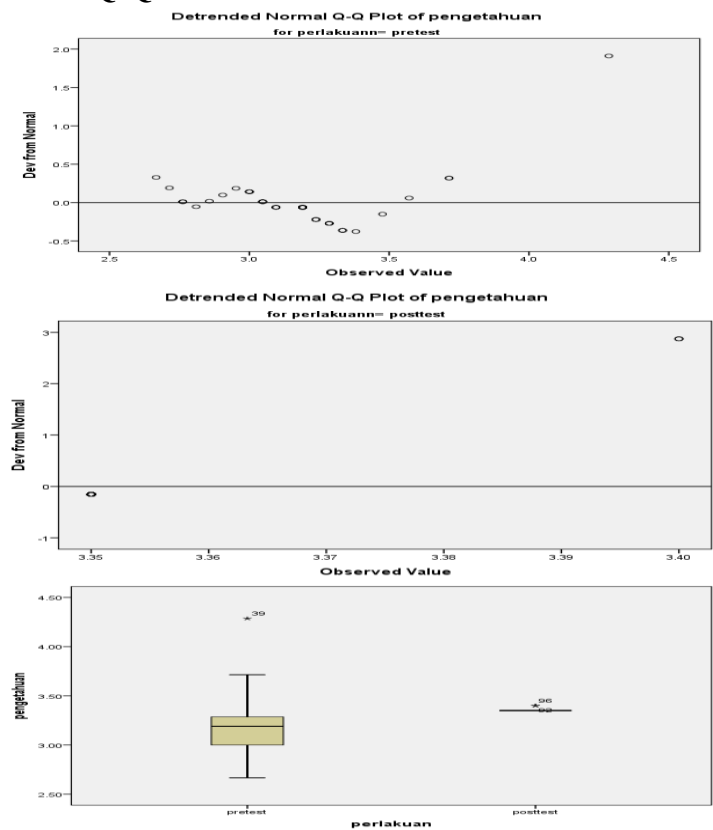 Detrended Normal Q-Q Plot of pengetahuan
for perlakuann= pretest
Dev from Normal
2.0
1.5
1.0
0.5
0.0
-0.5
2.5 3.0 3.5 4.0 4.5
Observed Value
Detrended Normal Q-Q Plot of pengetahuan
for perlakuann= posttest
Dev from Normal
3
2
1
0
-1
3.35 3.36 3.37 3.38 3.39 3.40
Observed Value
pengetahuan
4.50
4.00
3.50
3.00
2.50
39
96
pretest posttest
perlakuan